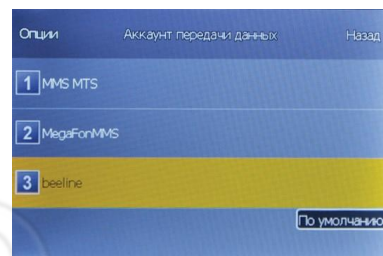 Опции Аккаунт передачи данных Назад
1 MMS MTS
2 MegaFonMMS
3 beeline
По умолчанию